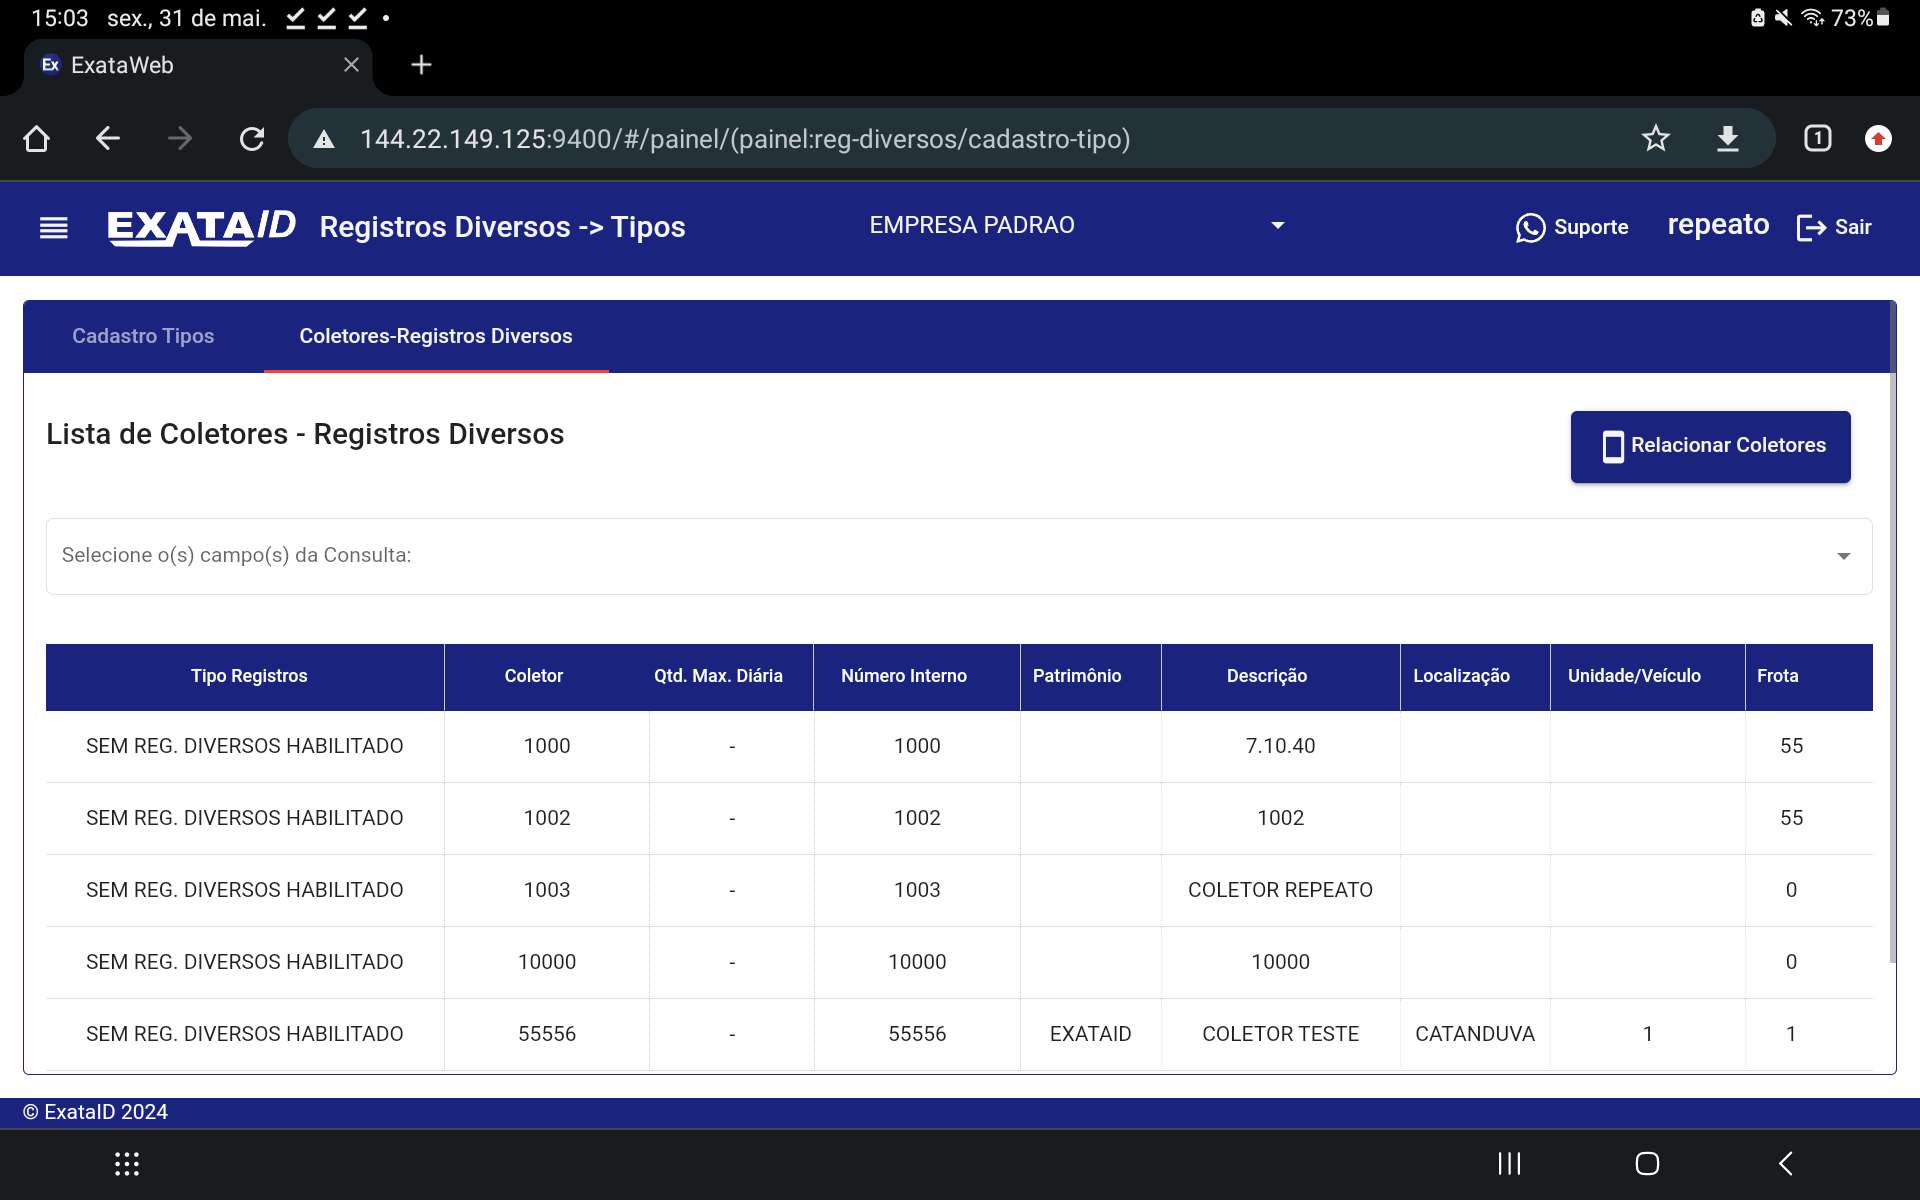 15:03 sex., 31 de mai. 73%
Ex ExataWeb
144.22.149.125:9400/#/painel/(painel:reg-diversos/cadastro-tipo) 1
EXATAID Registros Diversos -> Tipos EMPRESA PADRAO Suporte repeato Sair
Cadastro Tipos Coletores-Registros Diversos
Lista de Coletores - Registros Diversos Relacionar Coletores
Selecione o(s) campo(s) da Consulta:
Tipo Registros Coletor Qtd. Max. Diária Número Interno Patrimônio Descrição Localização Unidade/Veículo Frota
SEM REG. DIVERSOS HABILITADO 1000 - 1000 7.10.40 55
SEM REG. DIVERSOS HABILITADO 1002 - 1002 1002 55
SEM REG. DIVERSOS HABILITADO 1003 - 1003 COLETOR REPEATO 0
SEM REG. DIVERSOS HABILITADO 10000 - 10000 10000 0
SEM REG. DIVERSOS HABILITADO 55556 - 55556 EXATAID COLETOR TESTE CATANDUVA 1 1
© ExataID 2024